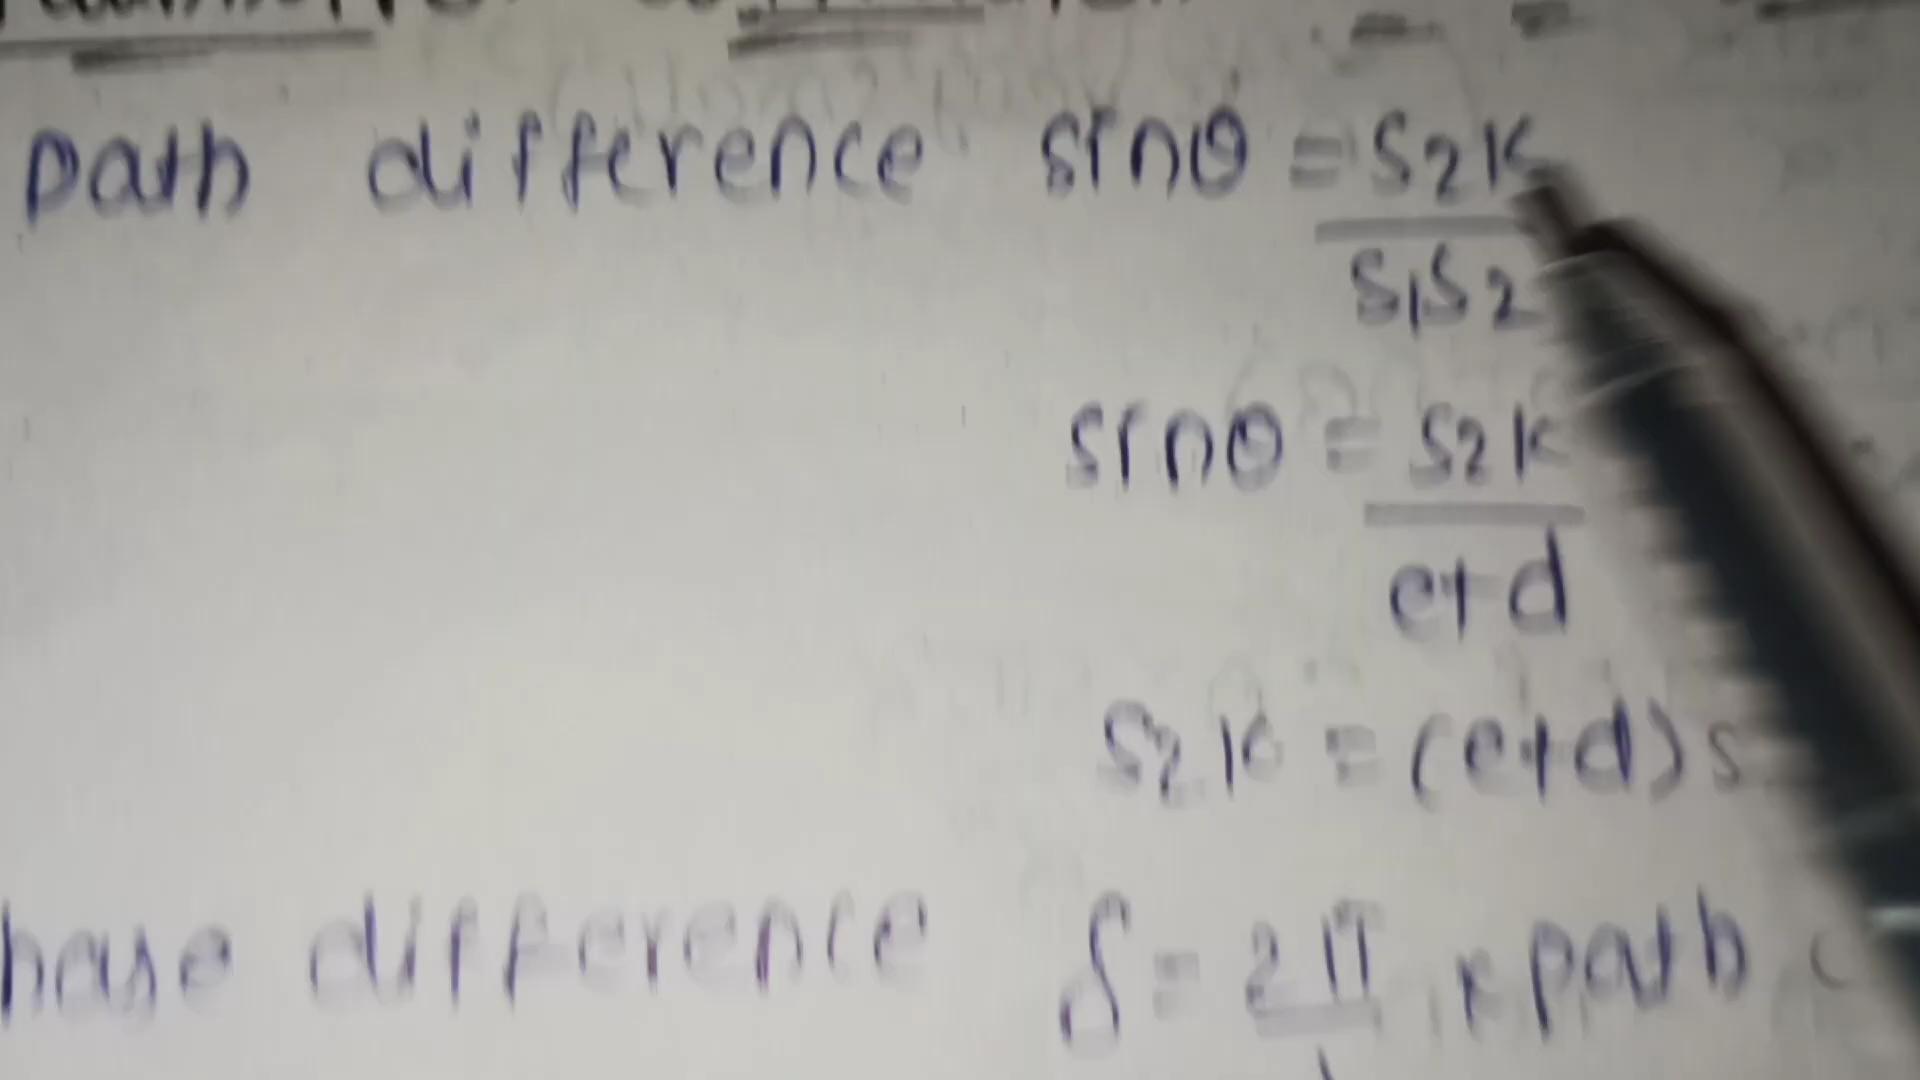 path difference sinθ = S2K
S1S2
sinθ = S2K
e+d
S2K = (e+d) s
hase difference δ = 2π × path